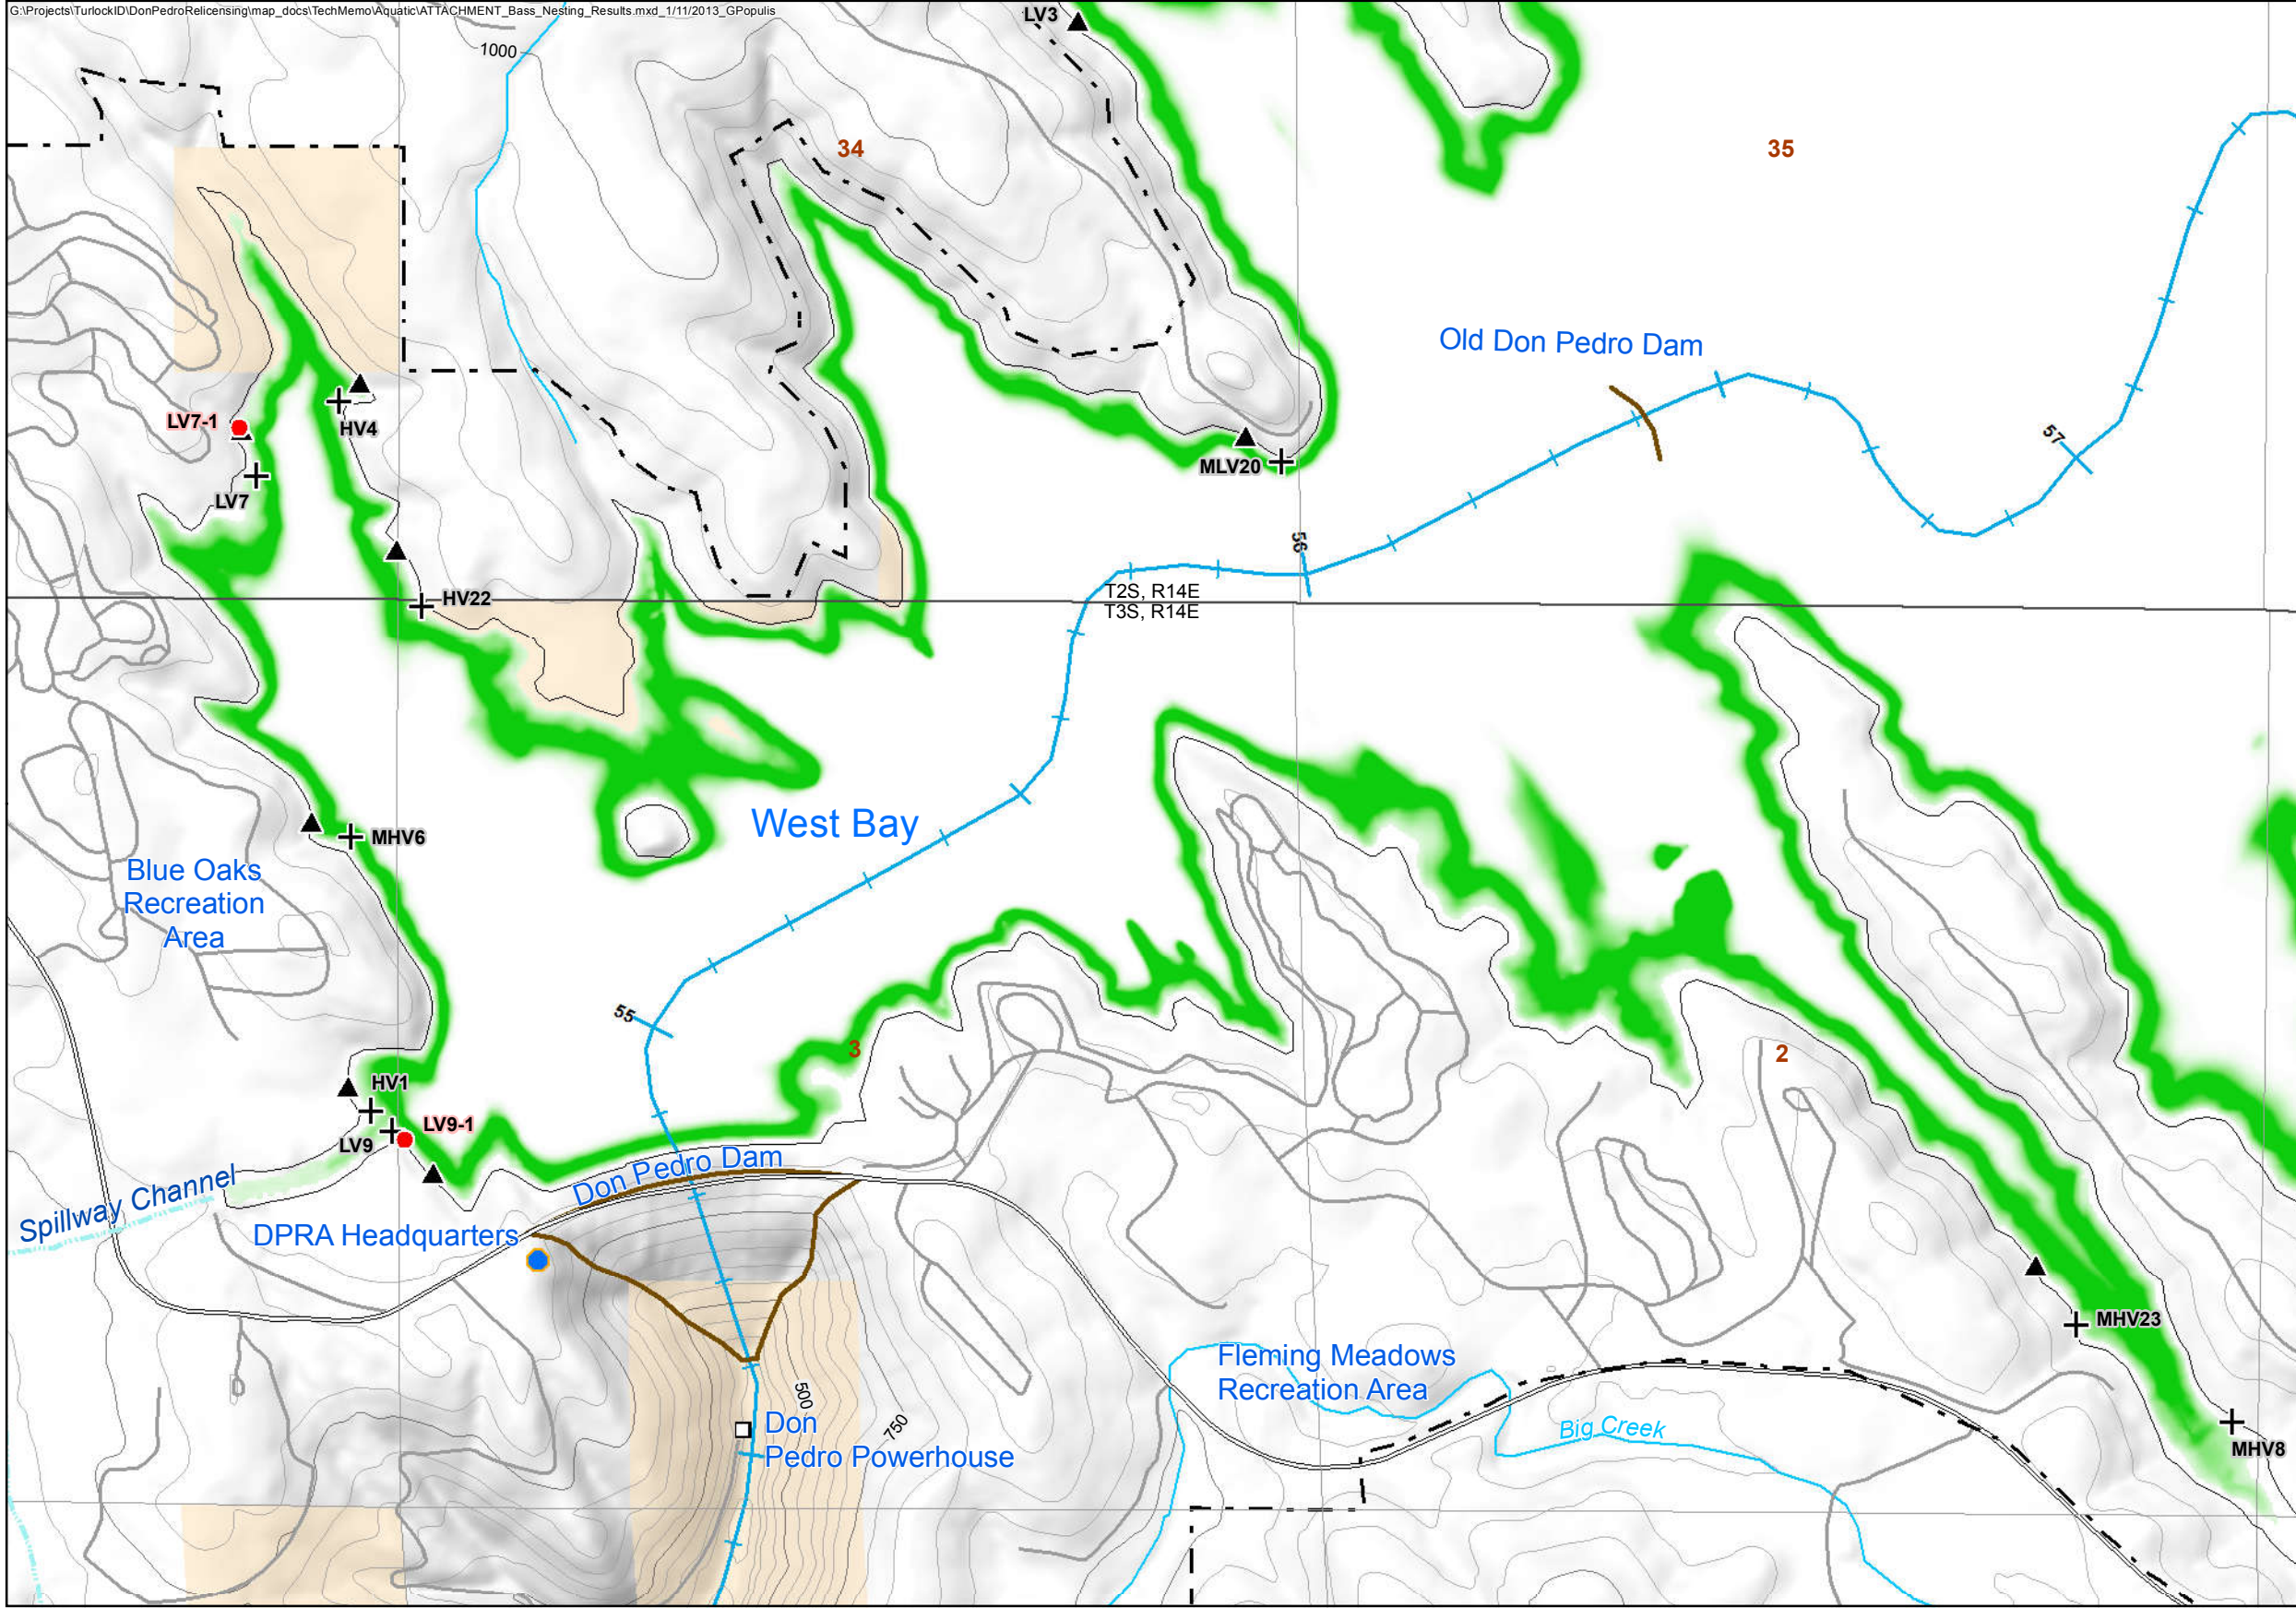 G:\Projects\TurlockID\DonPedroRelicensing\map_docs\TechMemo\Aquatic\ATTACHMENT_Bass_Nesting_Results.mxd_1/11/2013_GPopulis
LV3
1000
34
35
Old Don Pedro Dam
LV7-1
HV4
57
MLV20
LV7
56
T2S, R14E
HV22
T3S, R14E
West Bay
MHV6
Blue Oaks
Recreation
Area
55
3
2
HV1
LV9-1
LV9
Don Pedro Dam
Spillway Channel
DPRA Headquarters
MHV23
Fleming Meadows
Recreation Area
500
750
Don
Pedro Powerhouse
Big Creek
MHV8